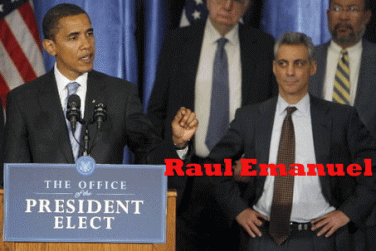 Raul Emanuel
THE OFFICE
of the
PRESIDENT
ELECT